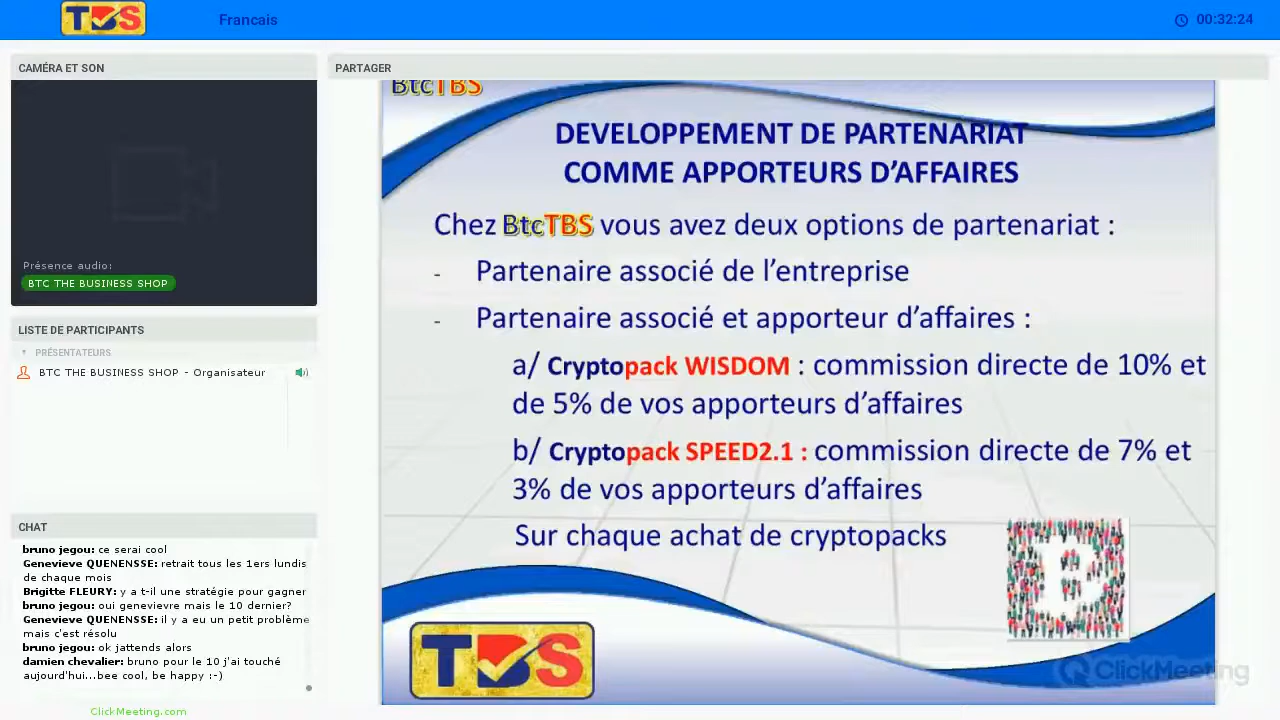 TBS
Francais
00:32:24
CAMÉRA ET SON
Présence audio:
BTC THE BUSINESS SHOP
LISTE DE PARTICIPANTS
PRÉSENTATEURS
BTC THE BUSINESS SHOP - Organisateur
CHAT
bruno jegou: ce serai cool
Genevieve QUENENSSE: retrait tous les 1ers lundis
de chaque mois
Brigitte FLEURY: y a t-il une stratégie pour gagner
bruno jegou: oui genevievre mais le 10 dernier?
Genevieve QUENENSSE: il y a eu un petit problème
mais c'est résolu
bruno jegou: ok jattends alors
damien chevalier: bruno pour le 10 j'ai touché
aujourd'hui...bee cool, be happy :-)
ClickMeeting.com
PARTAGER
BtcTBS
DEVELOPPEMENT DE PARTENARIAT
COMME APPORTEURS D'AFFAIRES
Chez BtcTBS vous avez deux options de partenariat :
- Partenaire associé de l'entreprise
- Partenaire associé et apporteur d'affaires :
a/ Cryptopack WISDOM : commission directe de 10% et
de 5% de vos apporteurs d'affaires
b/ Cryptopack SPEED2.1 : commission directe de 7% et
3% de vos apporteurs d'affaires
Sur chaque achat de cryptopacks
TBS
ClickMeeting